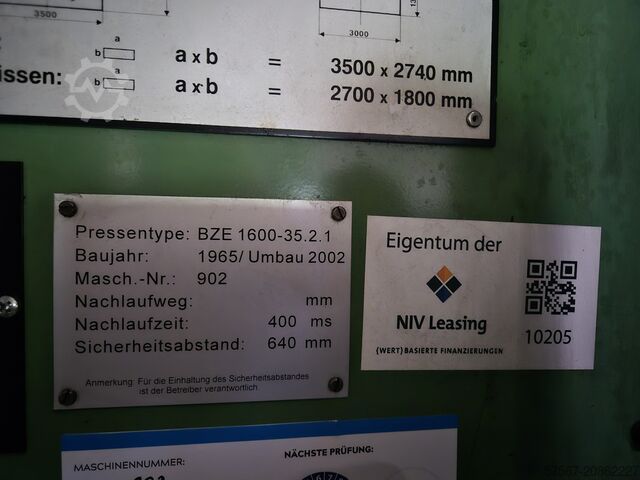 3500
3000
a
b
a x b = 3500 x 2740 mm
issen:
a
b
a x b = 2700 x 1800 mm
Pressentype: BZE 1600-35.2.1
Baujahr: 1965/ Umbau 2002
Masch.-Nr.: 902
Nachlaufweg: mm
Nachlaufzeit: 400 ms
Sicherheitsabstand: 640 mm
Anmerkung: Für die Einhaltung des Sicherheitsabstandes
ist der Betreiber verantwortlich.
Eigentum der
NIV Leasing
(WERT) BASIERTE FINANZIERUNGEN
10205
MASCHINENNUMMER:
NÄCHSTE PRÜFUNG: